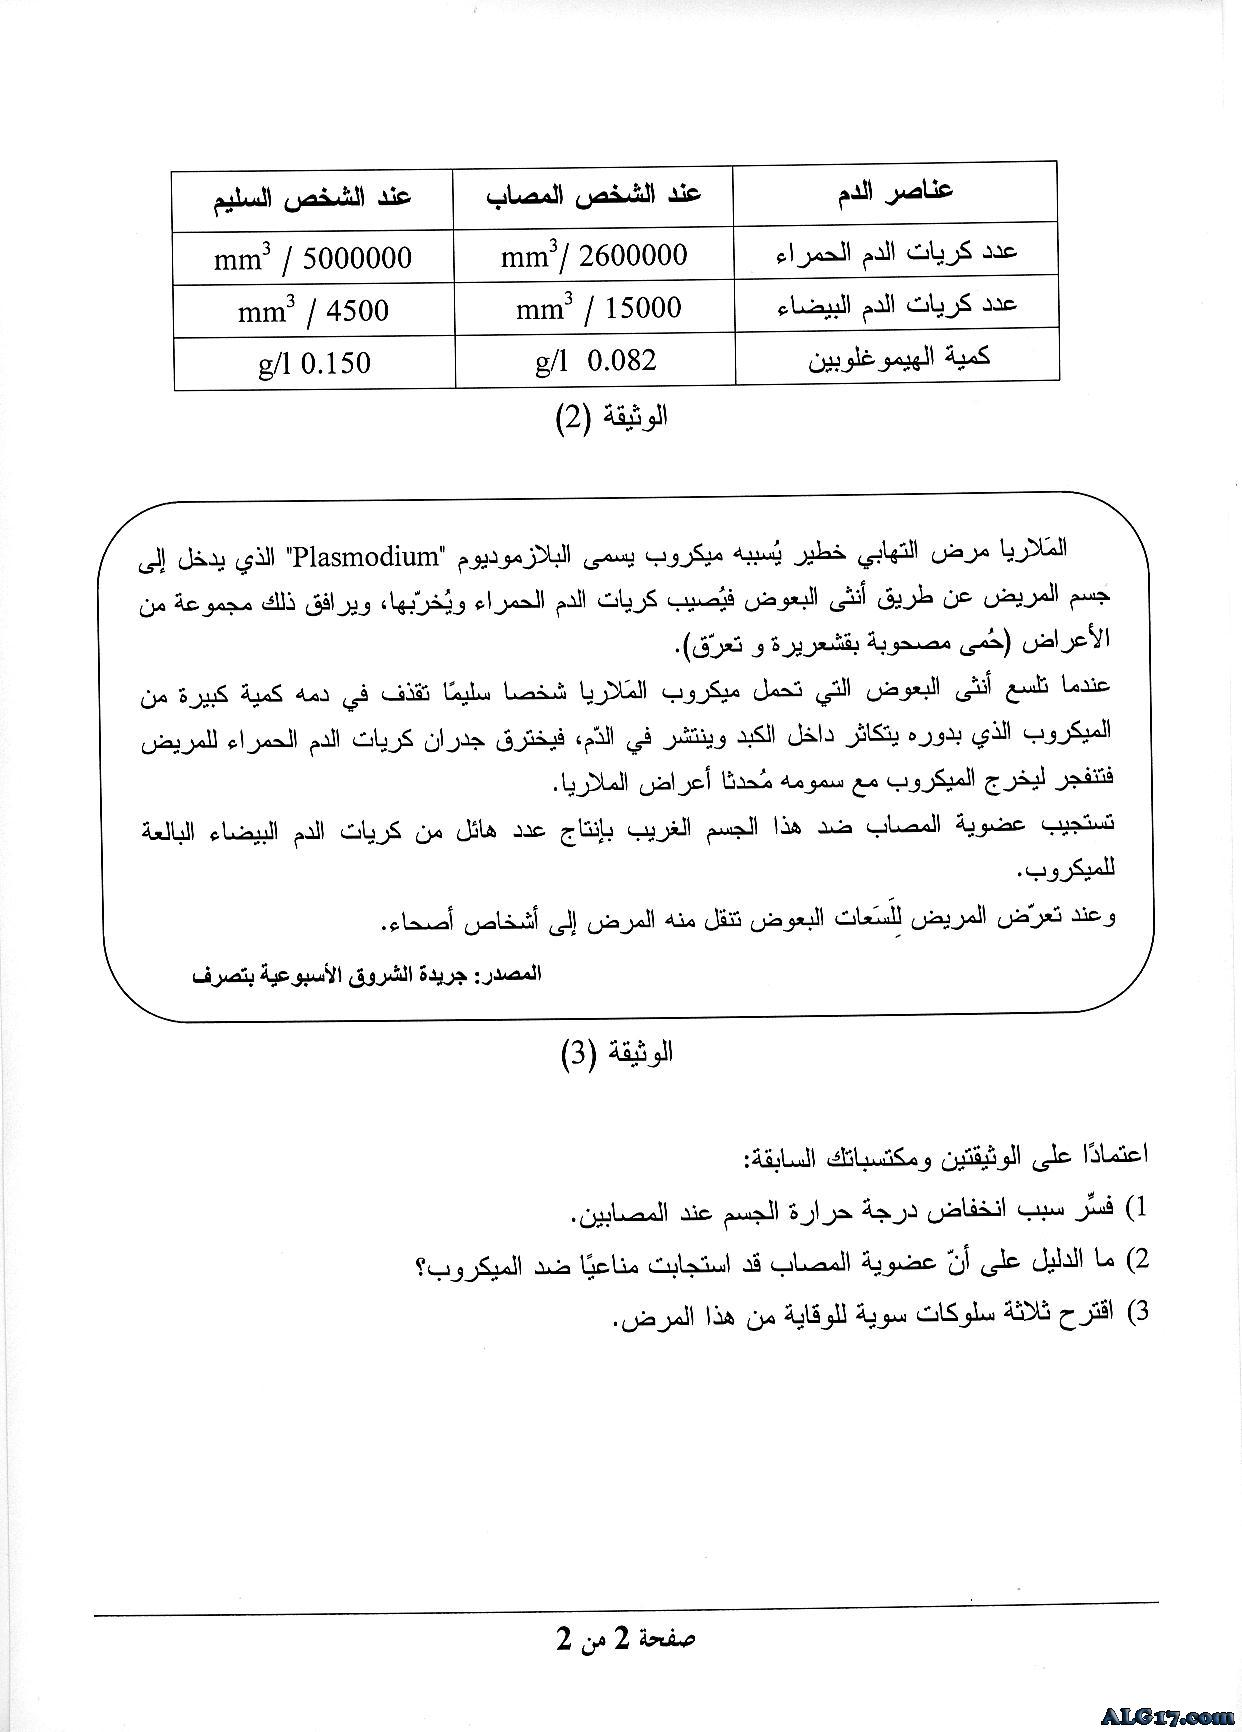 عناصر الدم	عند الشخص المصاب	عند الشخص السليم
عدد كريات الدم الحمراء	mm³/ 2600000	mm³ / 5000000
عدد كريات الدم البيضاء	mm³ / 15000	mm³ / 4500
كمية الهيموغلوبين	g/l 0.082	g/l 0.150
الوثيقة (2)
المَلاريا مرض التهابي خطير يُسببه ميكروب يسمى البلازموديوم "Plasmodium" الذي يدخل إلى
جسم المريض عن طريق أنثى البعوض فيُصيب كريات الدم الحمراء ويُخرّبها، ويرافق ذلك مجموعة من
الأعراض (حُمى مصحوبة بقشعريرة و تعرّق).
عندما تلسع أنثى البعوض التي تحمل ميكروب المَلاريا شخصا سليمًا تقذف في دمه كمية كبيرة من
الميكروب الذي بدوره يتكاثر داخل الكبد وينتشر في الدّم، فيخترق جدران كريات الدم الحمراء للمريض
فتنفجر ليخرج الميكروب مع سمومه مُحدثا أعراض الملاريا.
تستجيب عضوية المصاب ضد هذا الجسم الغريب بإنتاج عدد هائل من كريات الدم البيضاء البالعة
للميكروب.
وعند تعرّض المريض لِلَسَعات البعوض تنقل منه المرض إلى أشخاص أصحاء.
المصدر: جريدة الشروق الأسبوعية بتصرف
الوثيقة (3)
اعتمادًا على الوثيقتين ومكتسباتك السابقة:
1) فسِّر سبب انخفاض درجة حرارة الجسم عند المصابين.
2) ما الدليل على أنّ عضوية المصاب قد استجابت مناعيًا ضد الميكروب؟
3) اقترح ثلاثة سلوكات سوية للوقاية من هذا المرض.
صفحة 2 من 2
ALG17.com